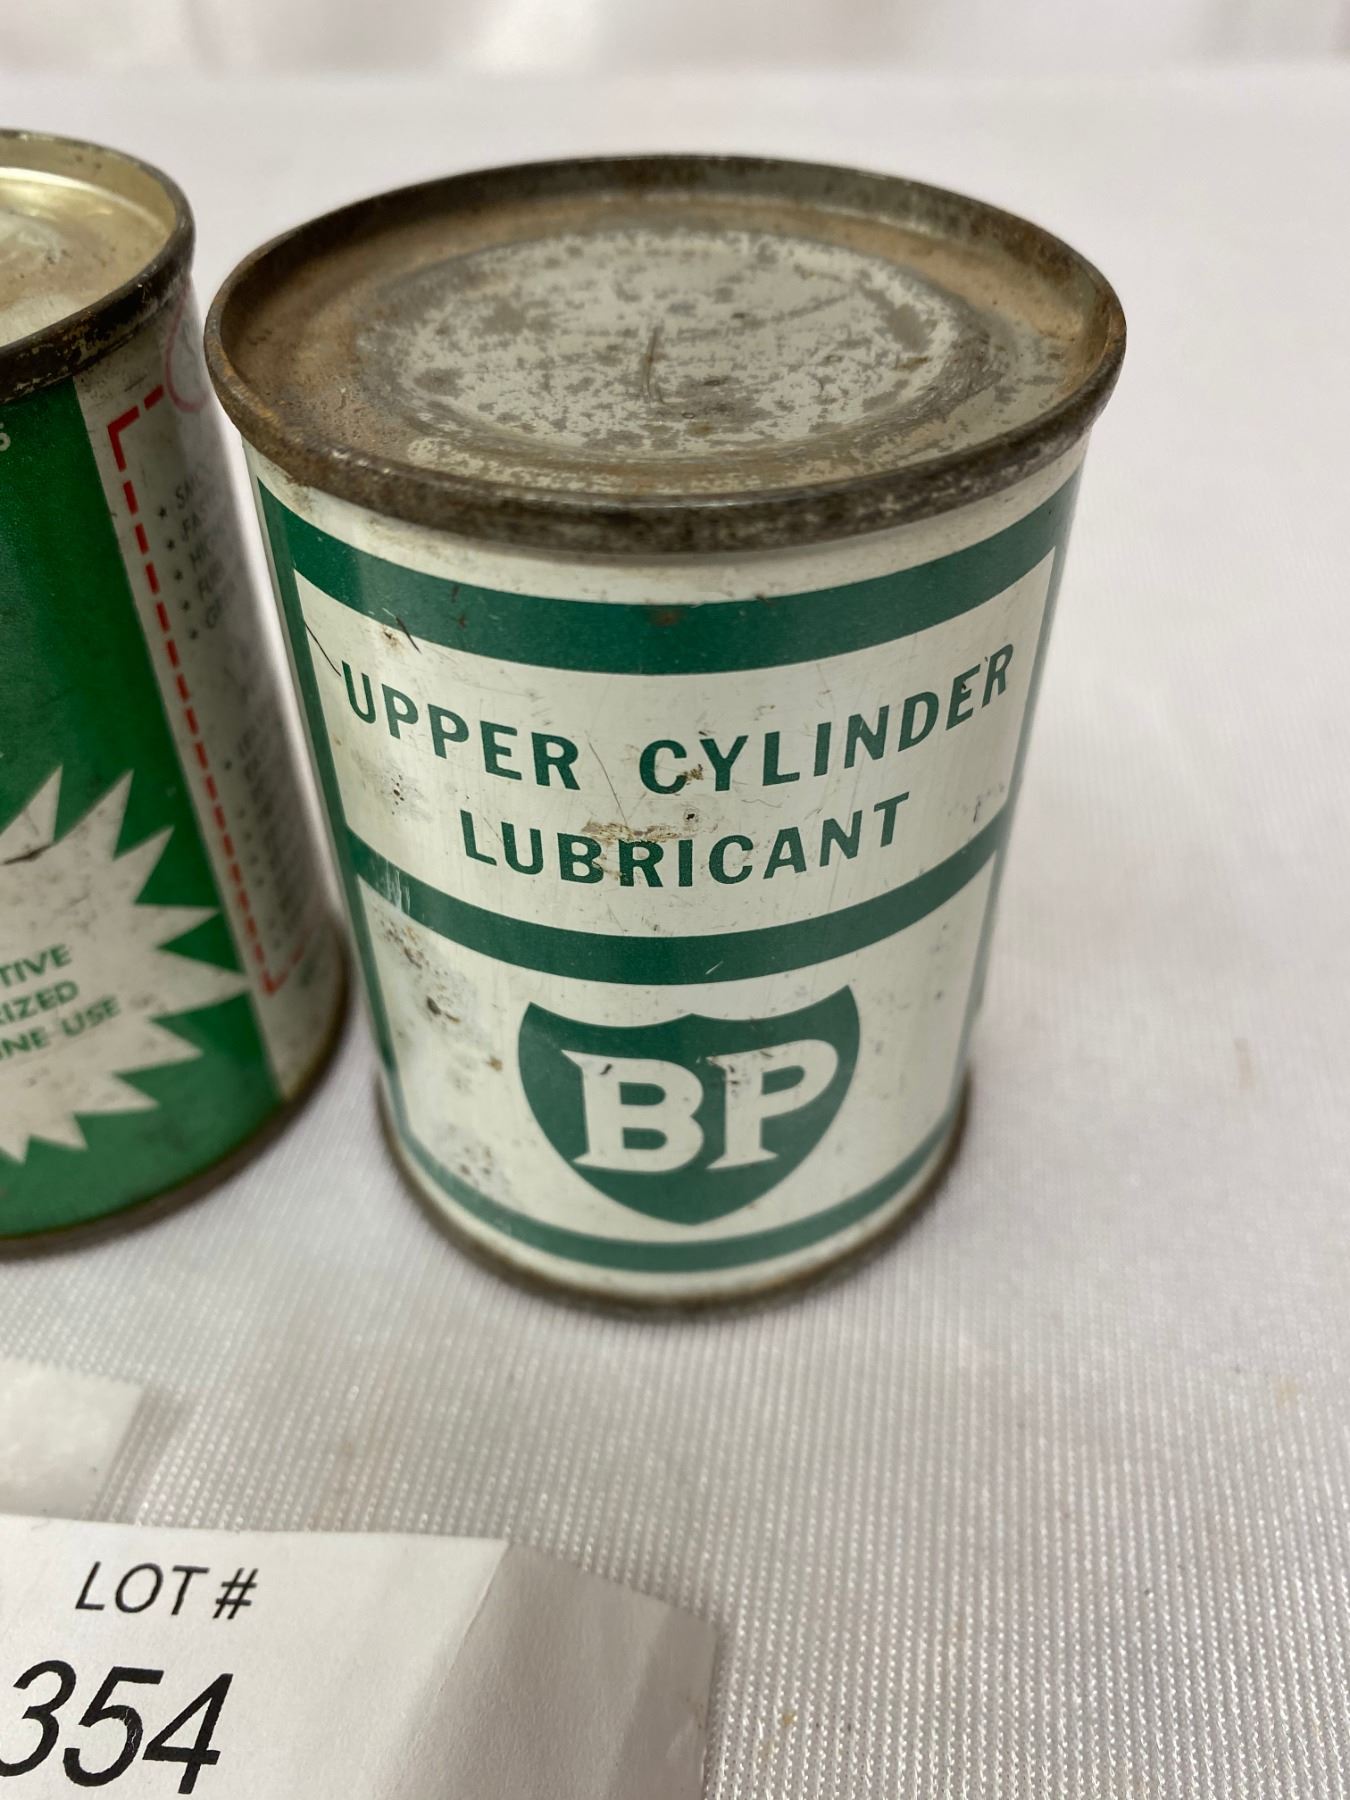 UPPER CYLINDER
LUBRICANT
BP
TIVE
RIZED
INE USE
LOT #
354